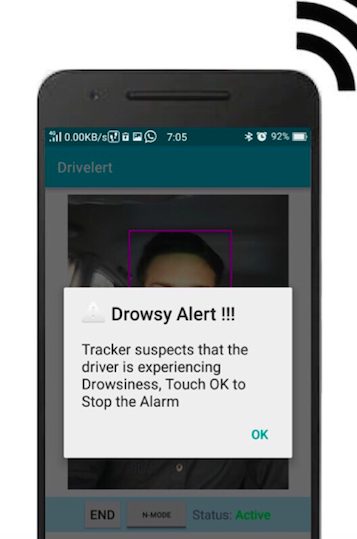 4G 0.00KB/s 7:05 92%
Drivelert
Drowsy Alert !!!
Tracker suspects that the
driver is experiencing
Drowsiness, Touch OK to
Stop the Alarm
OK
END N-MODE Status: Active